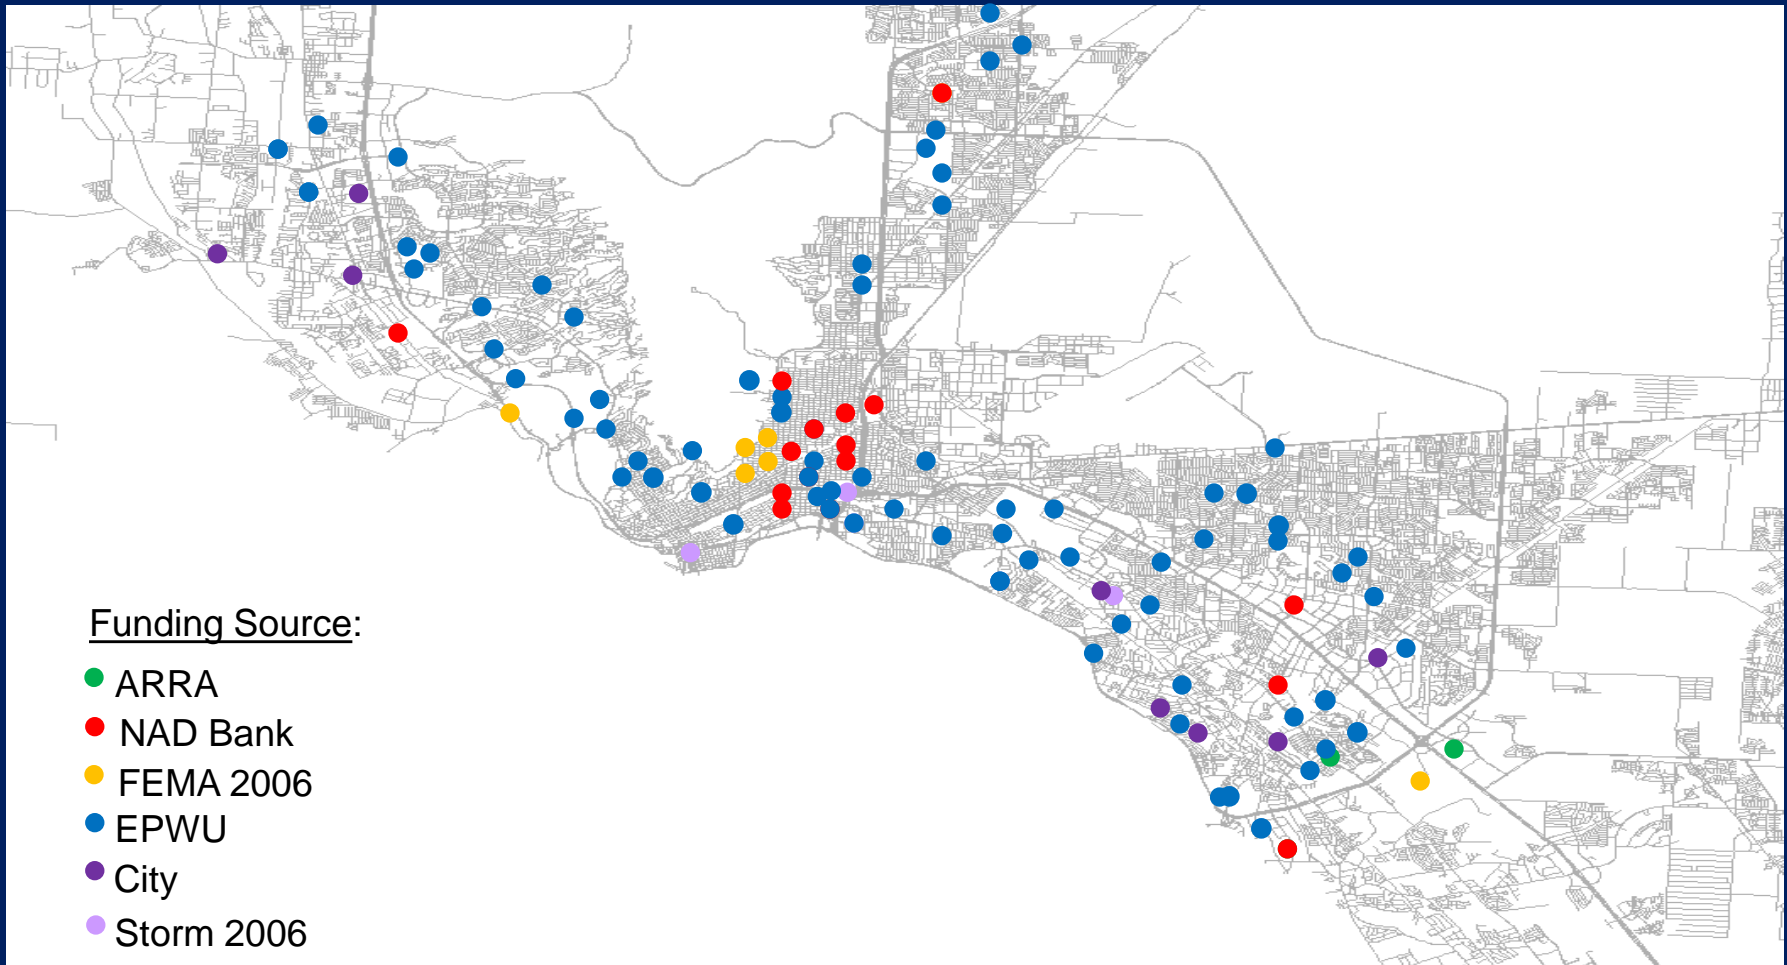 Funding Source:
ARRA
NAD Bank
FEMA 2006
EPWU
City
Storm 2006